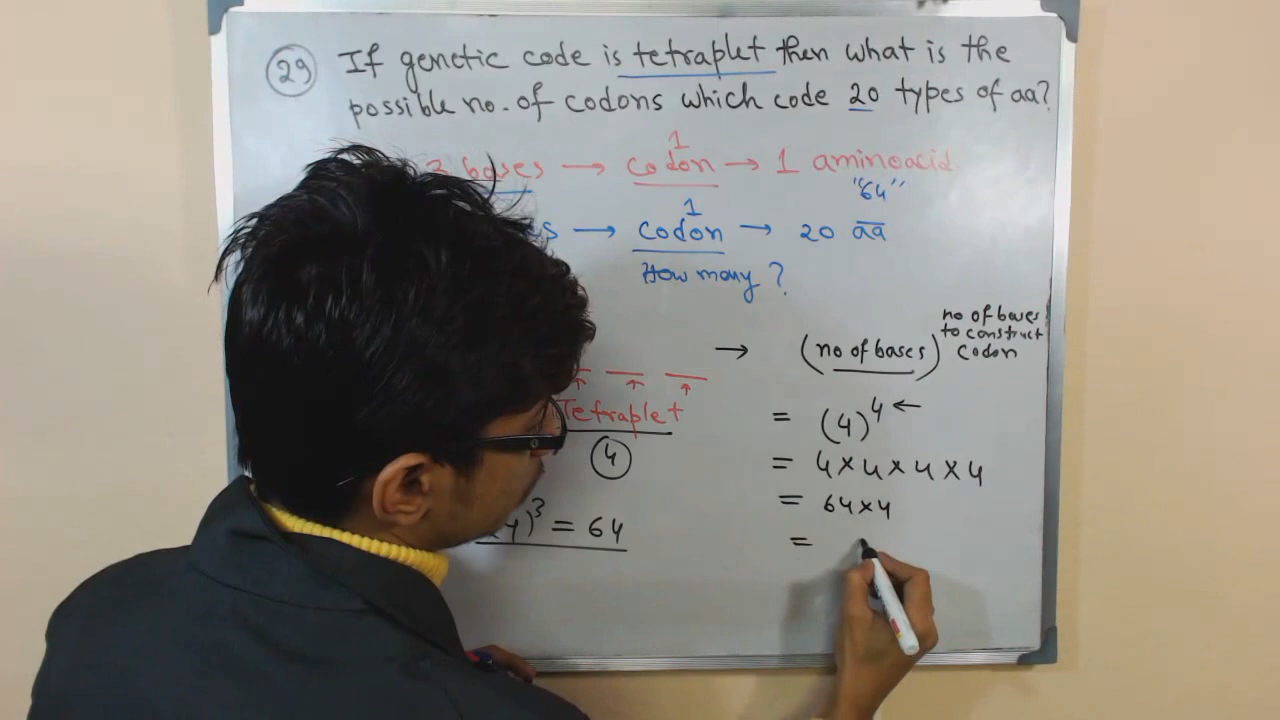 29 If genetic code is tetraplet then what is the
possible no. of codons which code 20 types of aa?
3 bases → codon → 1 aminoacid
1
"64"
→ codon → 20 aa
1
How many?
→ (no of bases) no of bases
to construct
codon
Tetraplet
4
= (4)4 ←
= 4×4×4×4
= 64×4
=
4)3 = 64